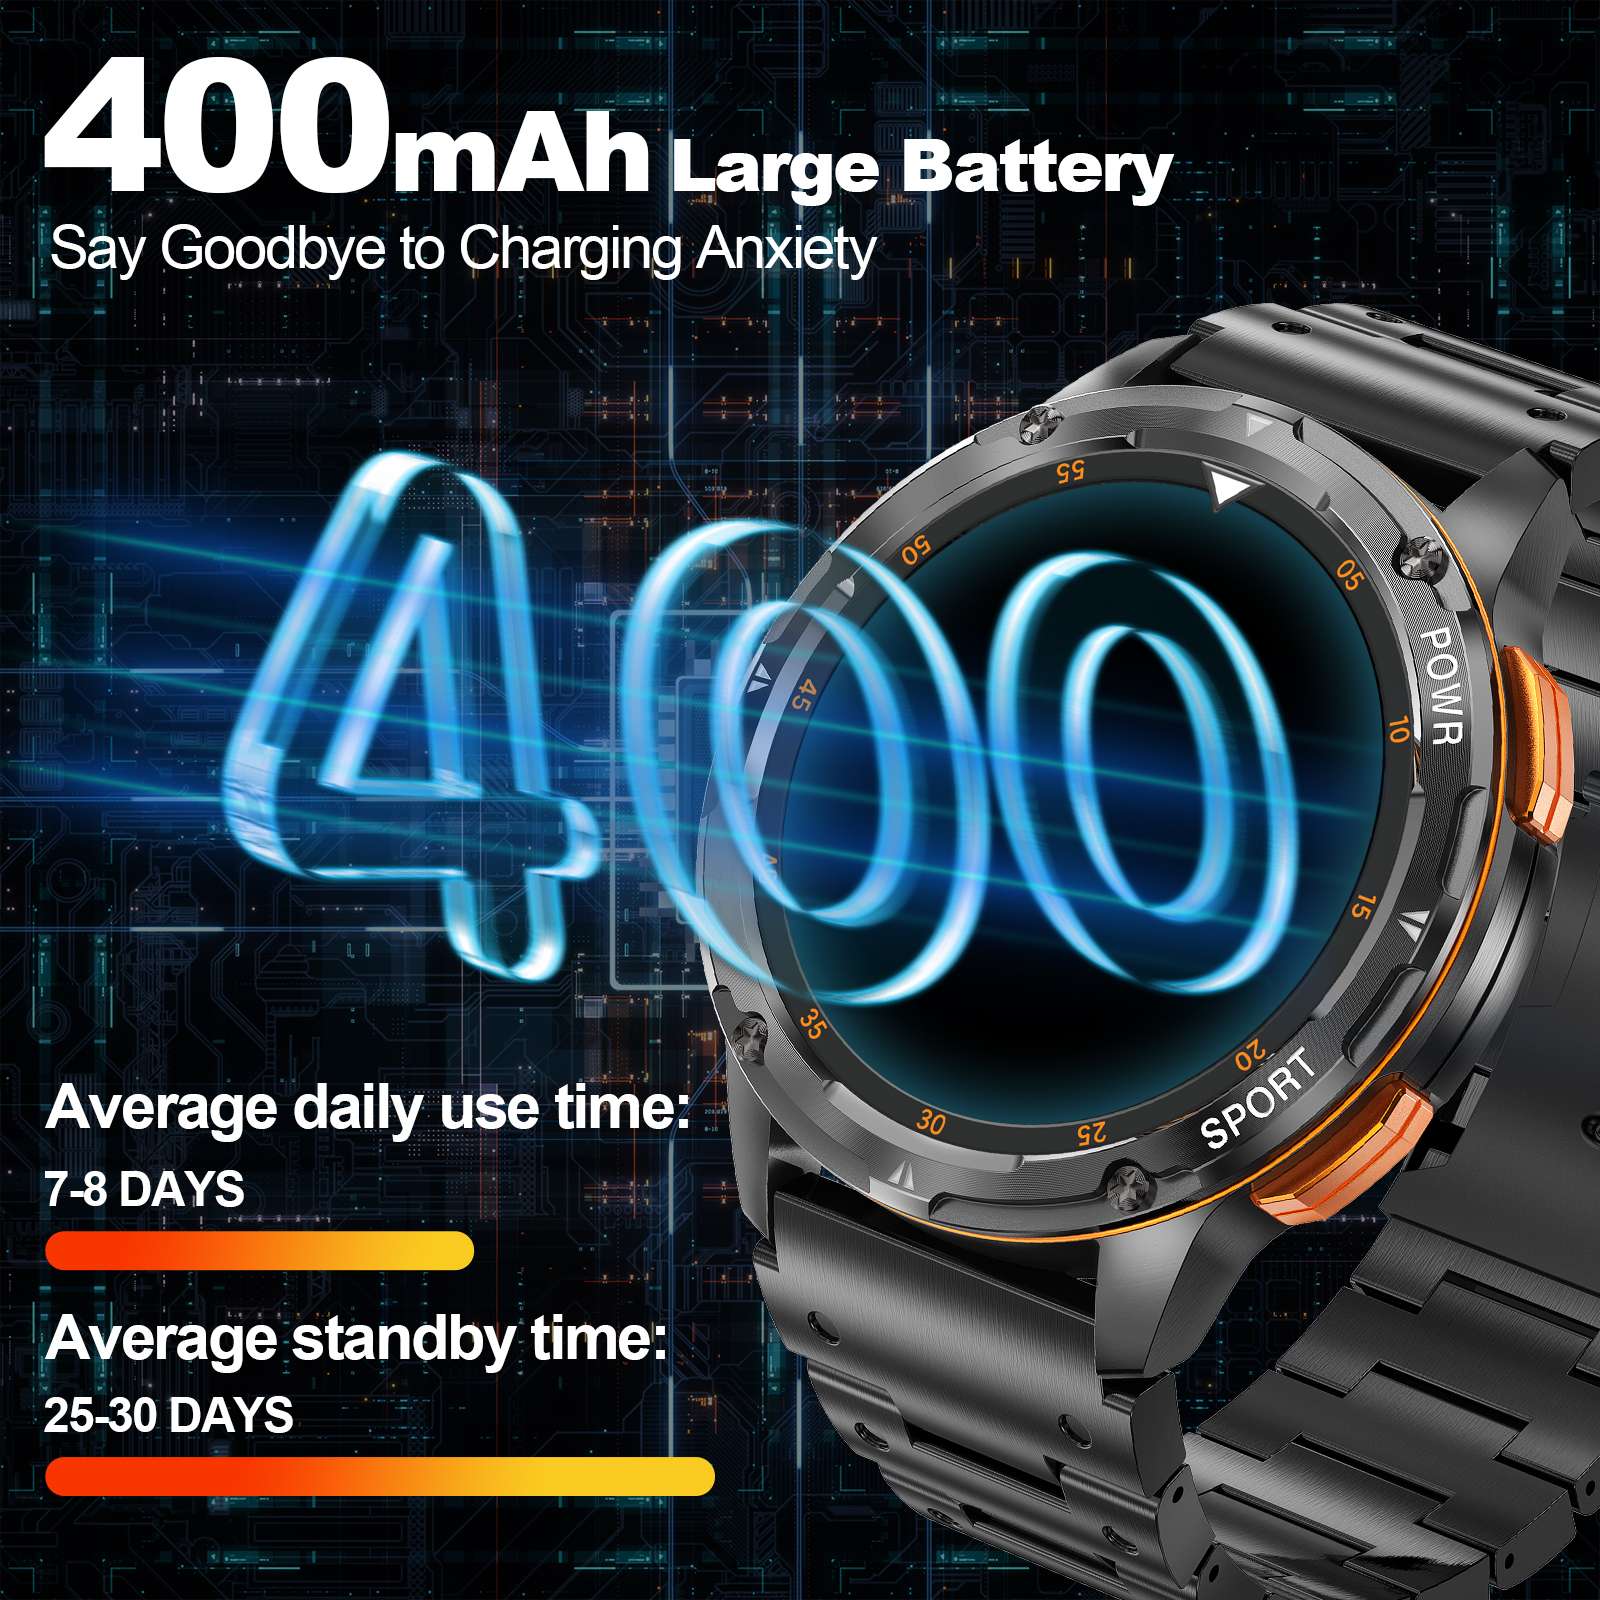 400mAh Large Battery
Say Goodbye to Charging Anxiety
400
55
50
05
45
10
40
15
35
20
30
25
POWR
SPORT
Average daily use time:
7-8 DAYS
Average standby time:
25-30 DAYS